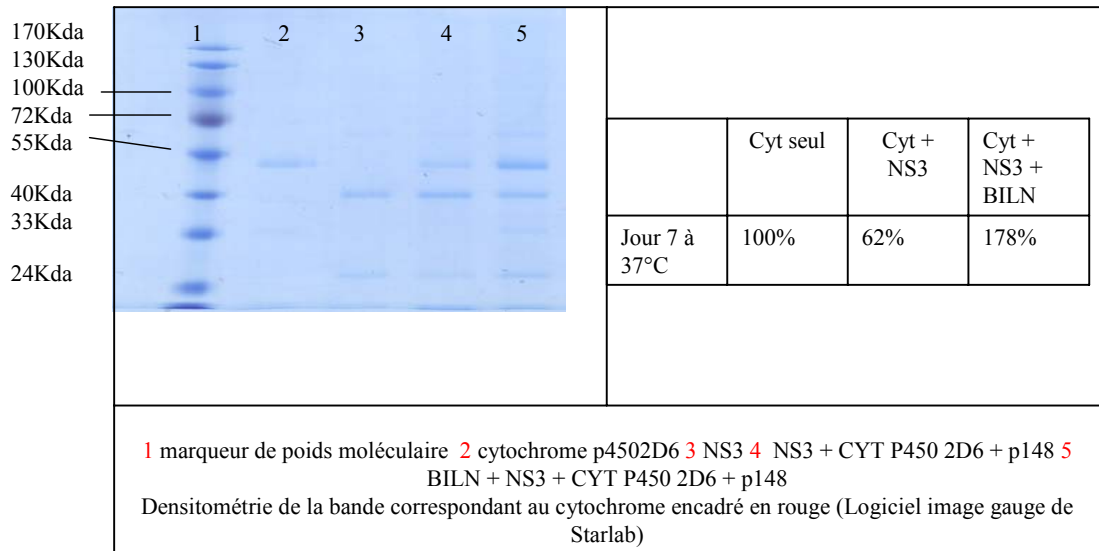 170Kda
130Kda
100Kda
72Kda
55Kda
40Kda
33Kda
24Kda
1 2 3 4 5
Cyt seul
Cyt +
NS3
Cyt +
NS3 +
BILN
Jour 7 à
37°C
100%
62%
178%
1 marqueur de poids moléculaire 2 cytochrome p4502D6 3 NS3 4 NS3 + CYT P450 2D6 + p148 5
BILN + NS3 + CYT P450 2D6 + p148
Densitométrie de la bande correspondant au cytochrome encadré en rouge (Logiciel image gauge de
Starlab)